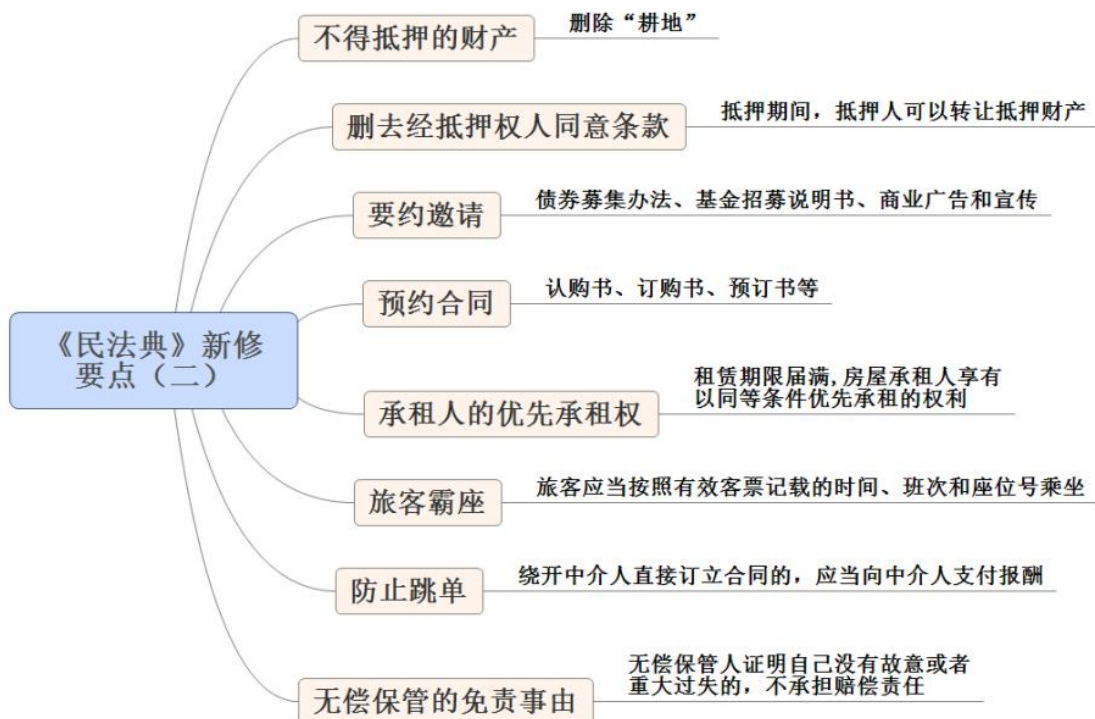 《民法典》新修
要点（二）
不得抵押的财产
删除“耕地”
删去经抵押权人同意条款
抵押期间，抵押人可以转让抵押财产
要约邀请
债券募集办法、基金招募说明书、商业广告和宣传
预约合同
认购书、订购书、预订书等
承租人的优先承租权
租赁期限届满,房屋承租人享有
以同等条件优先承租的权利
旅客霸座
旅客应当按照有效客票记载的时间、班次和座位号乘坐
防止跳单
绕开中介人直接订立合同的，应当向中介人支付报酬
无偿保管的免责事由
无偿保管人证明自己没有故意或者
重大过失的，不承担赔偿责任